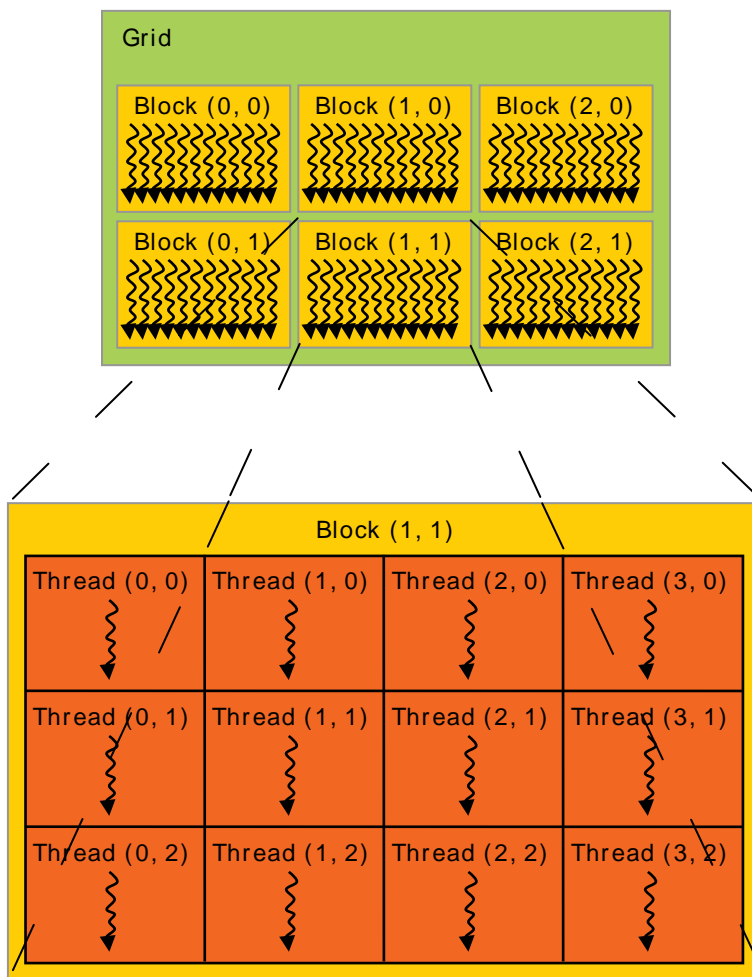 Grid
Block (0, 0) Block (1, 0) Block (2, 0)
Block (0, 1) Block (1, 1) Block (2, 1)
Block (1, 1)
Thread (0, 0) Thread (1, 0) Thread (2, 0) Thread (3, 0)
Thread (0, 1) Thread (1, 1) Thread (2, 1) Thread (3, 1)
Thread (0, 2) Thread (1, 2) Thread (2, 2) Thread (3, 2)